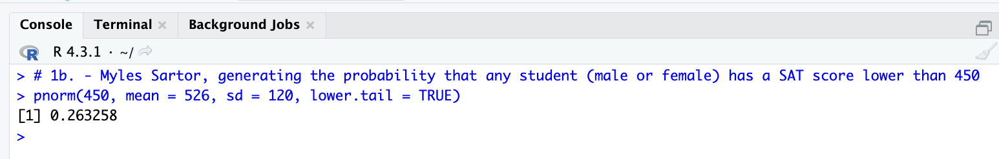 Console Terminal × Background Jobs ×
R R 4.3.1 · ~/
> # 1b. - Myles Sartor, generating the probability that any student (male or female) has a SAT score lower than 450
> pnorm(450, mean = 526, sd = 120, lower.tail = TRUE)
[1] 0.263258
>